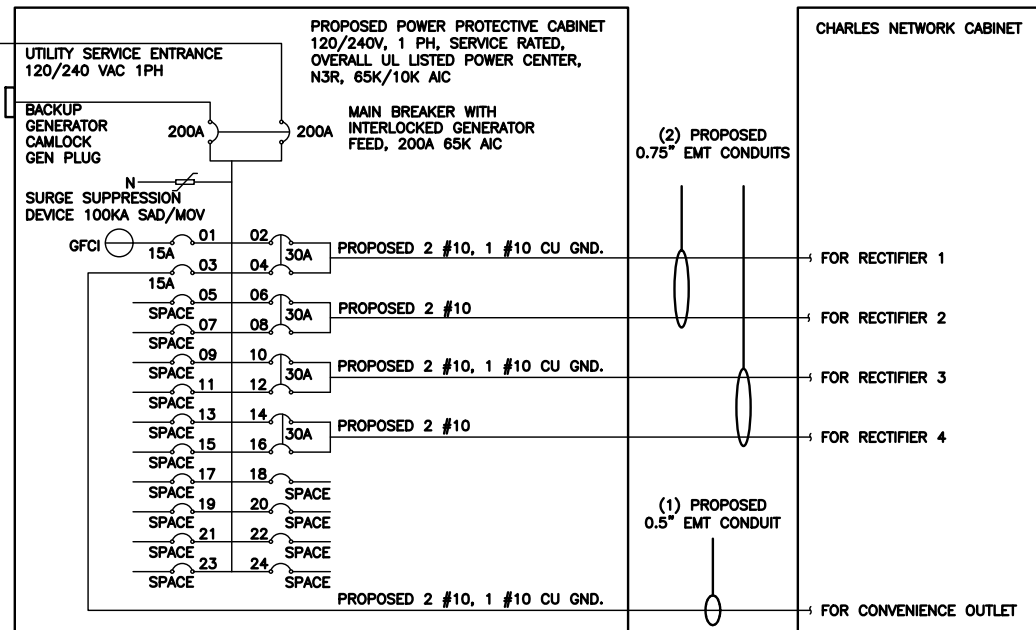 PROPOSED POWER PROTECTIVE CABINET
120/240V, 1 PH, SERVICE RATED,
OVERALL UL LISTED POWER CENTER,
N3R, 65K/10K AIC
CHARLES NETWORK CABINET
UTILITY SERVICE ENTRANCE
120/240 VAC 1PH
BACKUP
GENERATOR
CAMLOCK
GEN PLUG
200A
200A
MAIN BREAKER WITH
INTERLOCKED GENERATOR
FEED, 200A 65K AIC
(2) PROPOSED
0.75" EMT CONDUITS
N
SURGE SUPPRESSION
DEVICE 100KA SAD/MOV
GFCI
15A
01
02
30A
PROPOSED 2 #10, 1 #10 CU GND.
FOR RECTIFIER 1
15A
03
04
SPACE
05
06
30A
PROPOSED 2 #10
FOR RECTIFIER 2
SPACE
07
08
SPACE
09
10
30A
PROPOSED 2 #10, 1 #10 CU GND.
FOR RECTIFIER 3
SPACE
11
12
SPACE
13
14
30A
PROPOSED 2 #10
FOR RECTIFIER 4
SPACE
15
16
SPACE
17
18
SPACE
SPACE
19
20
SPACE
SPACE
21
22
SPACE
SPACE
23
24
SPACE
(1) PROPOSED
0.5" EMT CONDUIT
PROPOSED 2 #10, 1 #10 CU GND.
FOR CONVENIENCE OUTLET